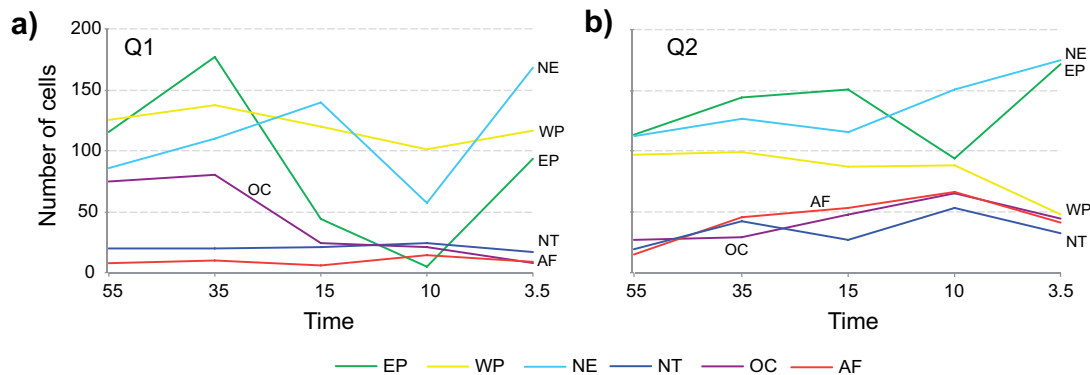 a)
Q1
Number of cells
200
150
100
50
0
OC
NE
WP
EP
NT
AF
55 35 15 10 3.5
Time
b)
Q2
AF
OC
NE
EP
WP
NT
55 35 15 10 3.5
Time
EP WP NE NT OC AF